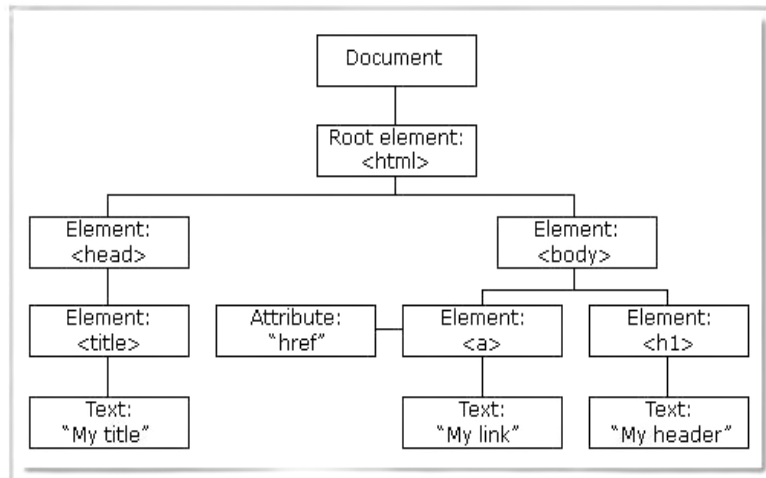 Document
Root element:
<html>
Element:
<head>
Element:
<body>
Element:
<title>
Attribute:
“href”
Element:
<a>
Element:
<h1>
Text:
“My title”
Text:
“My link”
Text:
“My header”